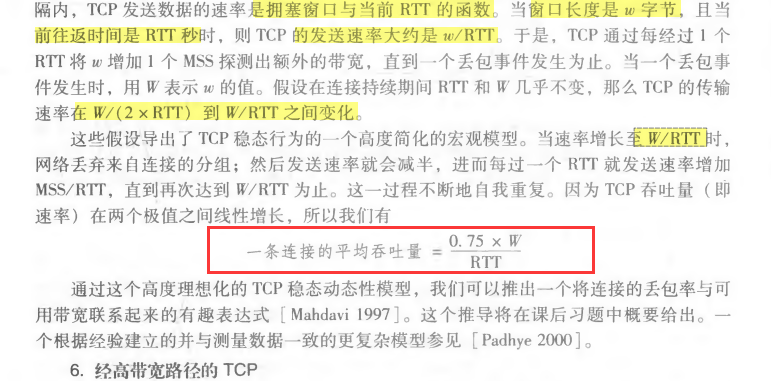 隔内，TCP 发送数据的速率是拥塞窗口与当前 RTT 的函数。当窗口长度是 w 字节，且当
前往返时间是 RTT 秒时，则 TCP 的发送速率大约是 w/RTT。于是，TCP 通过每经过 1 个
RTT 将 w 增加 1 个 MSS 探测出额外的带宽，直到一个丢包事件发生为止。当一个丢包事
件发生时，用 W 表示 w 的值。假设在连接持续期间 RTT 和 W 几乎不变，那么 TCP 的传输
速率在 W/(2 × RTT) 到 W/RTT 之间变化。
这些假设导出了 TCP 稳态行为的一个高度简化的宏观模型。当速率增长至 W/RTT 时，
网络丢弃来自连接的分组；然后发送速率就会减半，进而每过一个 RTT 就发送速率增加
MSS/RTT，直到再次达到 W/RTT 为止。这一过程不断地自我重复。因为 TCP 吞吐量（即
速率）在两个极值之间线性增长，所以我们有
一条连接的平均吞吐量 = 0.75 × W / RTT
通过这个高度理想化的 TCP 稳态动态性模型，我们可以推出一个将连接的丢包率与可
用带宽联系起来的有趣表达式 [Mahdavi 1997]。这个推导将在课后习题中概要给出。一
个根据经验建立的并与测量数据一致的更复杂模型参见 [Padhye 2000]。
6. 经高带宽路径的 TCP